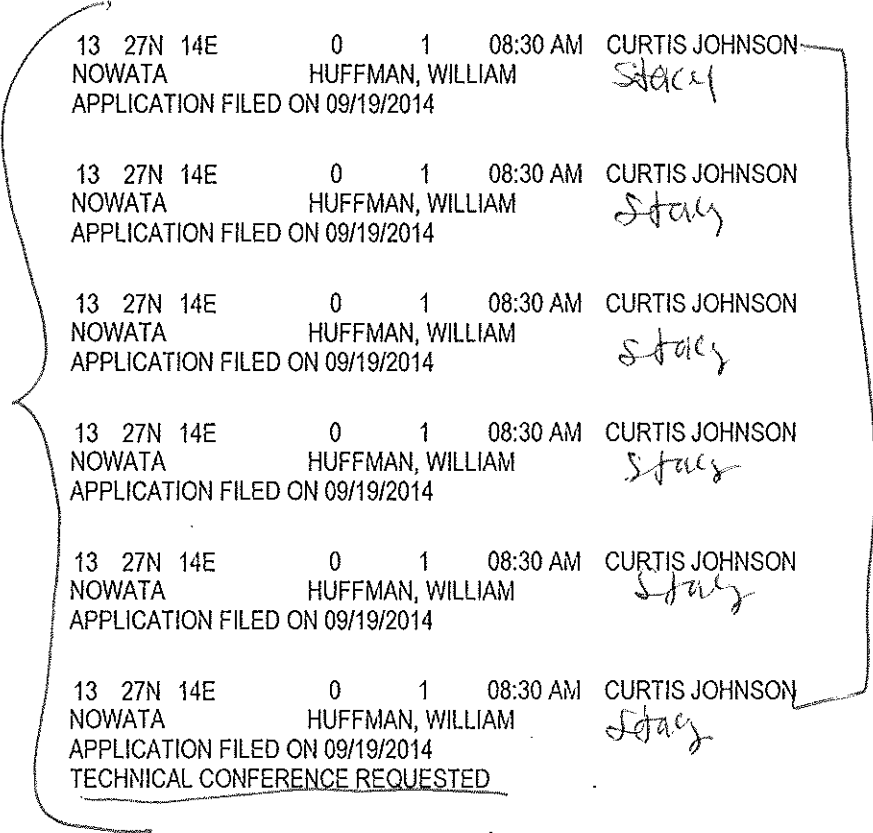 13 27N 14E 0 1 08:30 AM CURTIS JOHNSON
NOWATA HUFFMAN, WILLIAM Stacey
APPLICATION FILED ON 09/19/2014
13 27N 14E 0 1 08:30 AM CURTIS JOHNSON
NOWATA HUFFMAN, WILLIAM Stacy
APPLICATION FILED ON 09/19/2014
13 27N 14E 0 1 08:30 AM CURTIS JOHNSON
NOWATA HUFFMAN, WILLIAM Stacy
APPLICATION FILED ON 09/19/2014
13 27N 14E 0 1 08:30 AM CURTIS JOHNSON
NOWATA HUFFMAN, WILLIAM Stacy
APPLICATION FILED ON 09/19/2014
13 27N 14E 0 1 08:30 AM CURTIS JOHNSON
NOWATA HUFFMAN, WILLIAM Stacy
APPLICATION FILED ON 09/19/2014
13 27N 14E 0 1 08:30 AM CURTIS JOHNSON
NOWATA HUFFMAN, WILLIAM Stacy
APPLICATION FILED ON 09/19/2014
TECHNICAL CONFERENCE REQUESTED